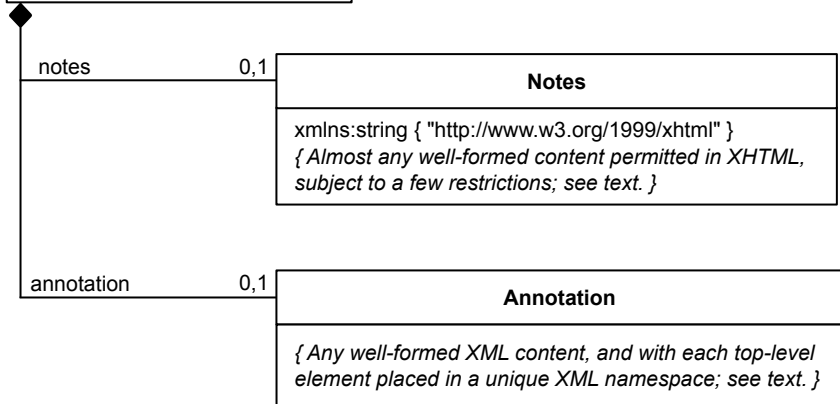 notes 0,1
Notes
xmlns:string { "http://www.w3.org/1999/xhtml" }
{ Almost any well-formed content permitted in XHTML,
subject to a few restrictions; see text. }
annotation 0,1
Annotation
{ Any well-formed XML content, and with each top-level
element placed in a unique XML namespace; see text. }